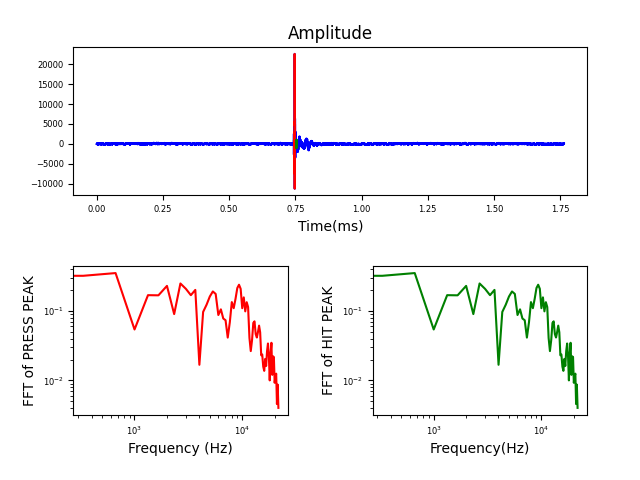 Amplitude
20000
15000
10000
5000
0
−5000
−10000
0.00 0.25 0.50 0.75 1.00 1.25 1.50 1.75
Time(ms)
FFT of PRESS PEAK
10⁻¹
10⁻²
10³ 10⁴
Frequency (Hz)
FFT of HIT PEAK
10⁻¹
10⁻²
10³ 10⁴
Frequency(Hz)